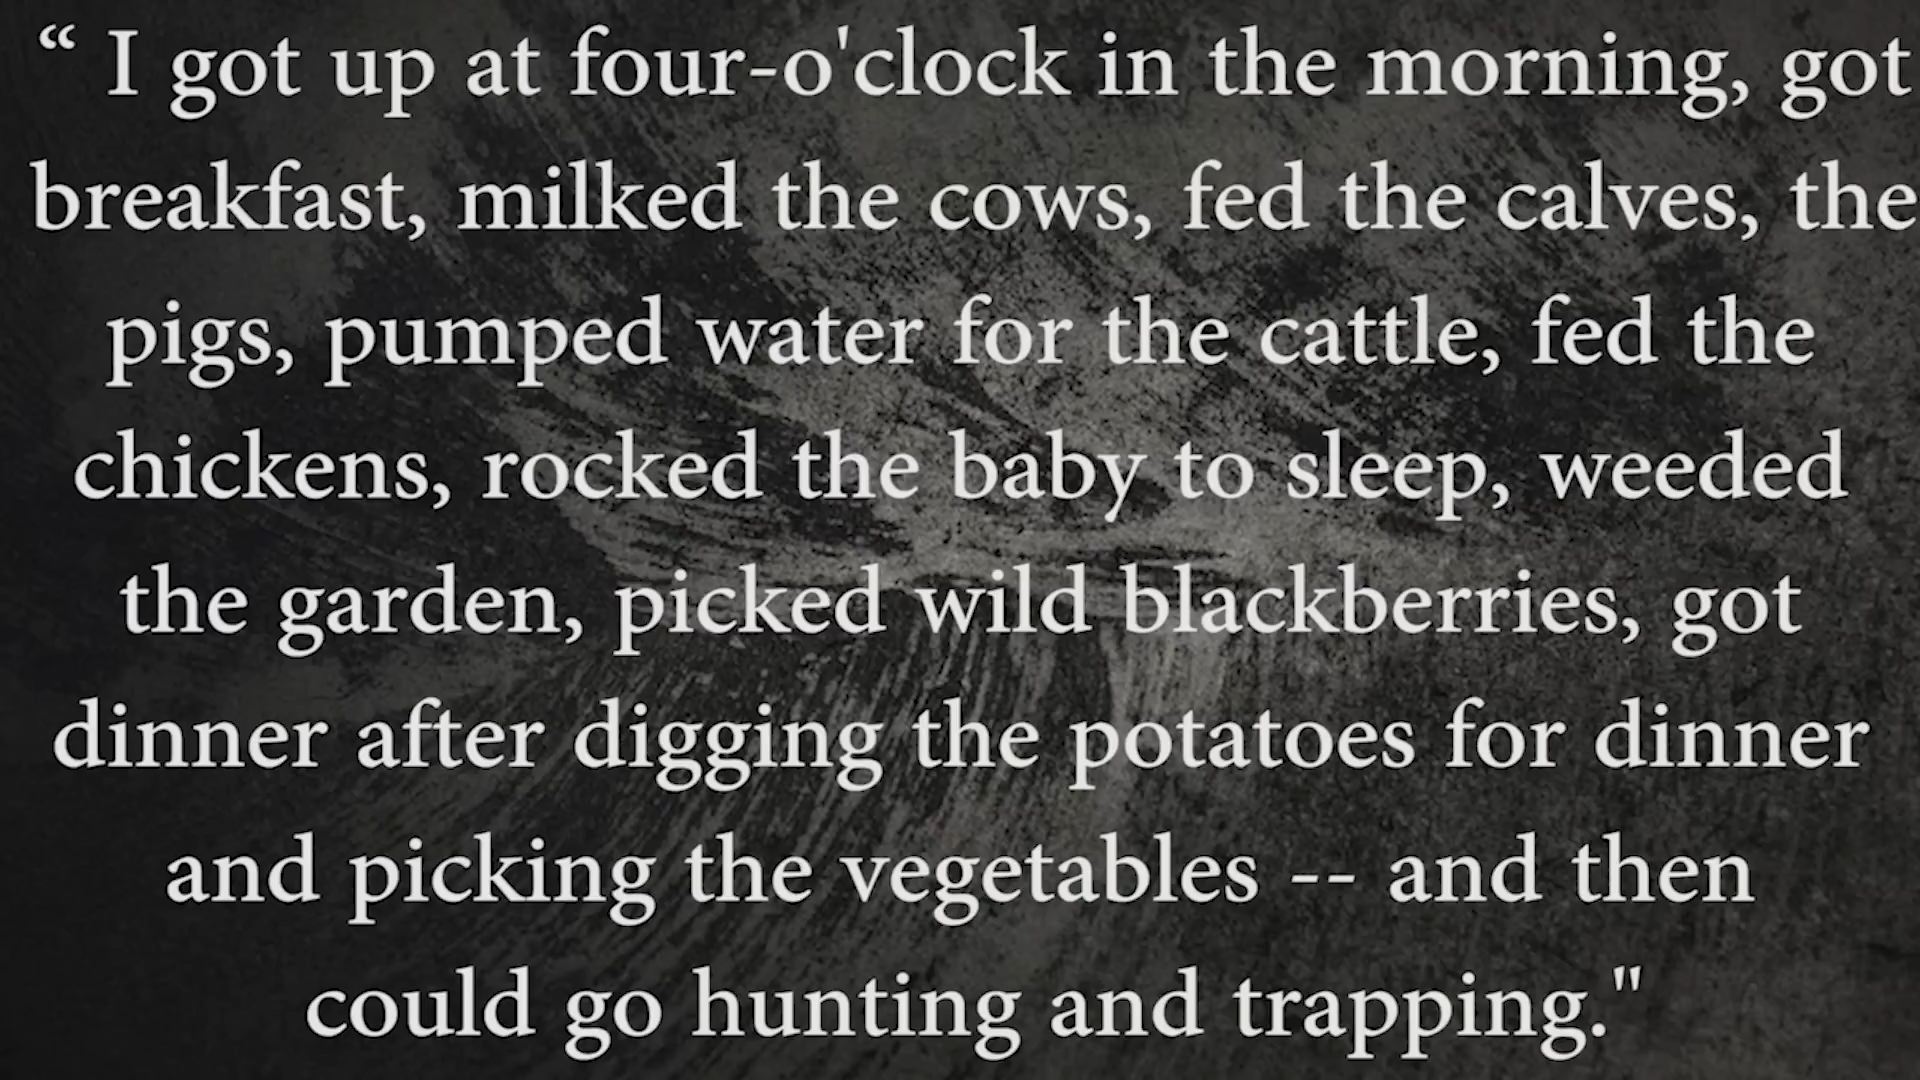 “ I got up at four-o'clock in the morning, got
breakfast, milked the cows, fed the calves, the
pigs, pumped water for the cattle, fed the
chickens, rocked the baby to sleep, weeded
the garden, picked wild blackberries, got
dinner after digging the potatoes for dinner
and picking the vegetables -- and then
could go hunting and trapping."